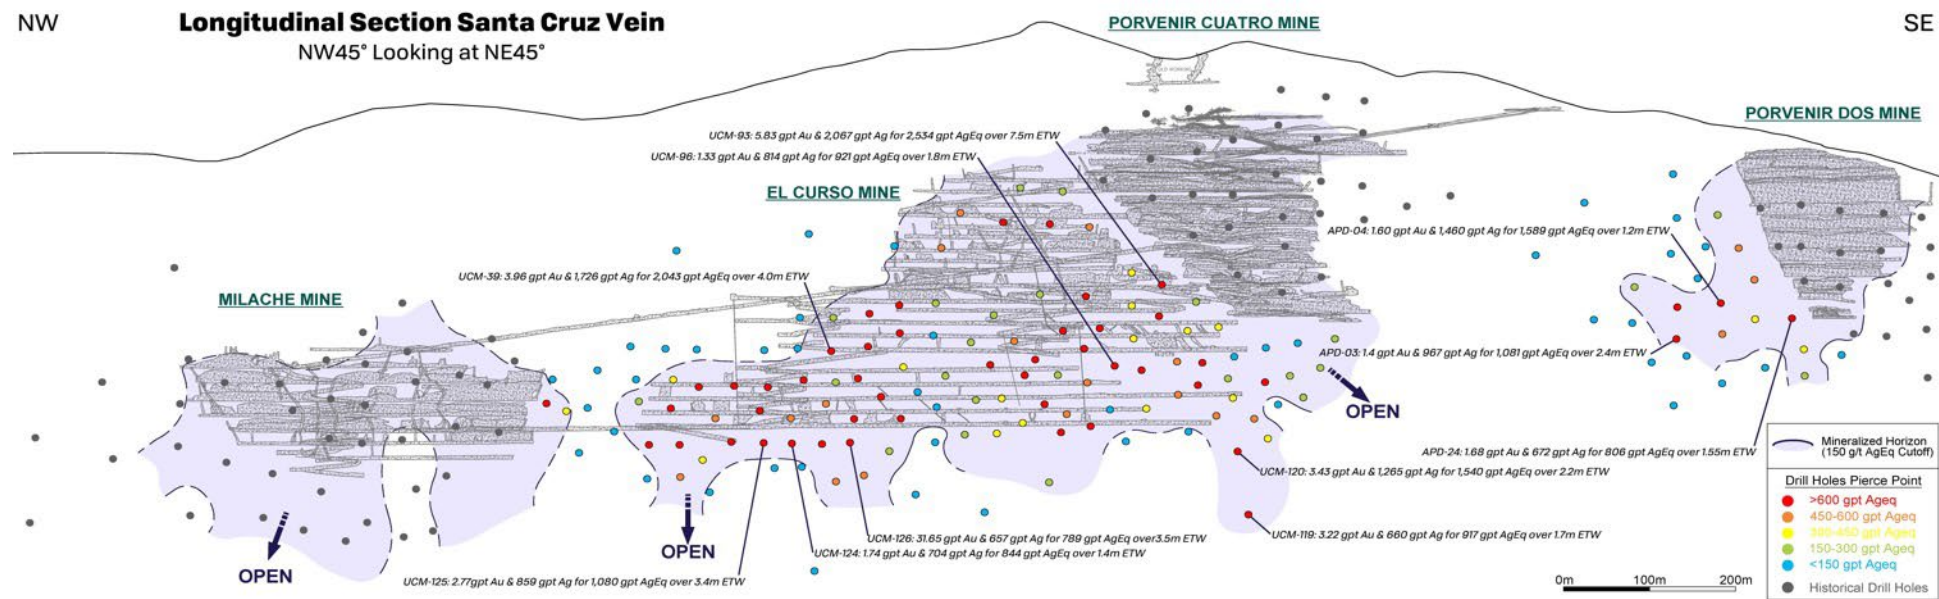 NW
Longitudinal Section Santa Cruz Vein
NW45° Looking at NE45°
PORVENIR CUATRO MINE
SE
OLD WORKING
PORVENIR DOS MINE
UCM-93: 5.83 gpt Au & 2,067 gpt Ag for 2,534 gpt AgEq over 7.5m ETW
UCM-96: 1.33 gpt Au & 814 gpt Ag for 921 gpt AgEq over 1.8m ETW
EL CURSO MINE
APD-04: 1.60 gpt Au & 1,460 gpt Ag for 1,589 gpt AgEq over 1.2m ETW
UCM-39: 3.96 gpt Au & 1,726 gpt Ag for 2,043 gpt AgEq over 4.0m ETW
MILACHE MINE
APD-03: 1.4 gpt Au & 967 gpt Ag for 1,081 gpt AgEq over 2.4m ETW
OPEN
APD-24: 1.68 gpt Au & 672 gpt Ag for 806 gpt AgEq over 1.55m ETW
UCM-120: 3.43 gpt Au & 1,265 gpt Ag for 1,540 gpt AgEq over 2.2m ETW
UCM-119: 3.22 gpt Au & 660 gpt Ag for 917 gpt AgEq over 1.7m ETW
UCM-126: 31.65 gpt Au & 657 gpt Ag for 789 gpt AgEq over3.5m ETW
UCM-124: 1.74 gpt Au & 704 gpt Ag for 844 gpt AgEq over 1.4m ETW
OPEN
OPEN
UCM-125: 2.77gpt Au & 859 gpt Ag for 1,080 gpt AgEq over 3.4m ETW
0m 100m 200m
Mineralized Horizon
(150 g/t AgEq Cutoff)
Drill Holes Pierce Point
>600 gpt Ageq
450-600 gpt Ageq
300-450 gpt Ageq
150-300 gpt Ageq
<150 gpt Ageq
Historical Drill Holes